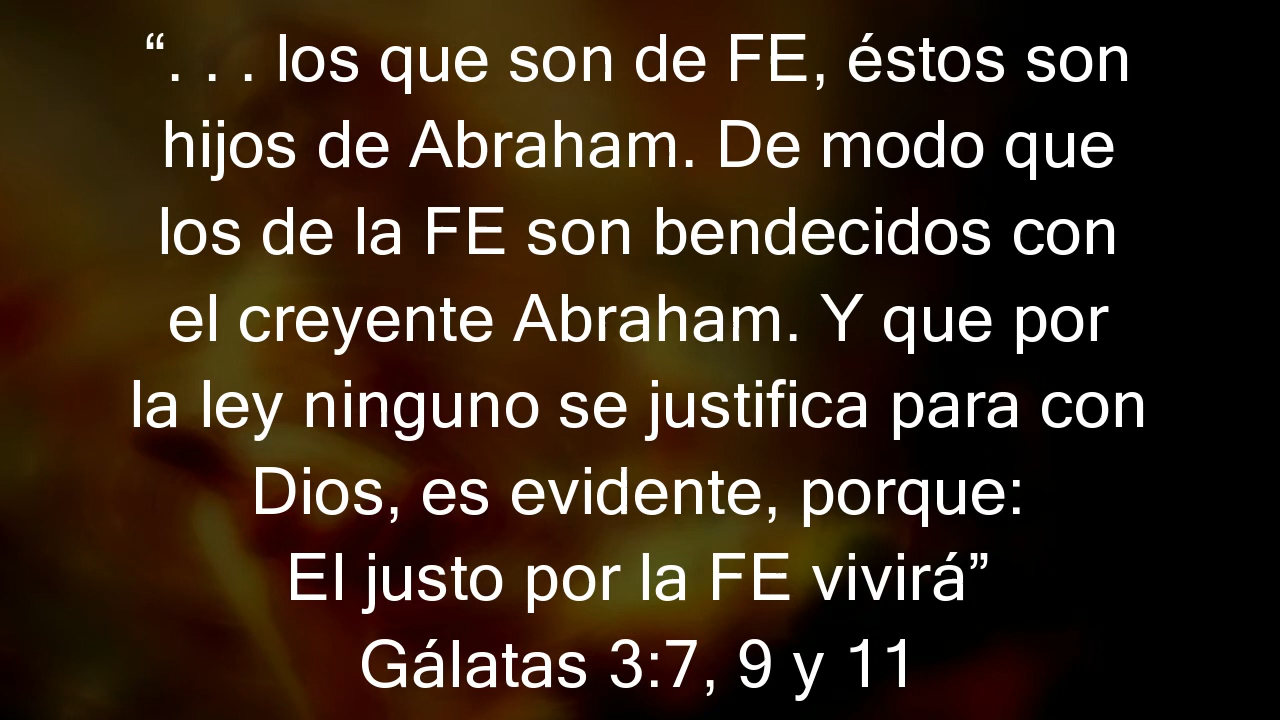 “. . . los que son de FE, éstos son
hijos de Abraham. De modo que
los de la FE son bendecidos con
el creyente Abraham. Y que por
la ley ninguno se justifica para con
Dios, es evidente, porque:
El justo por la FE vivirá”
Gálatas 3:7, 9 y 11